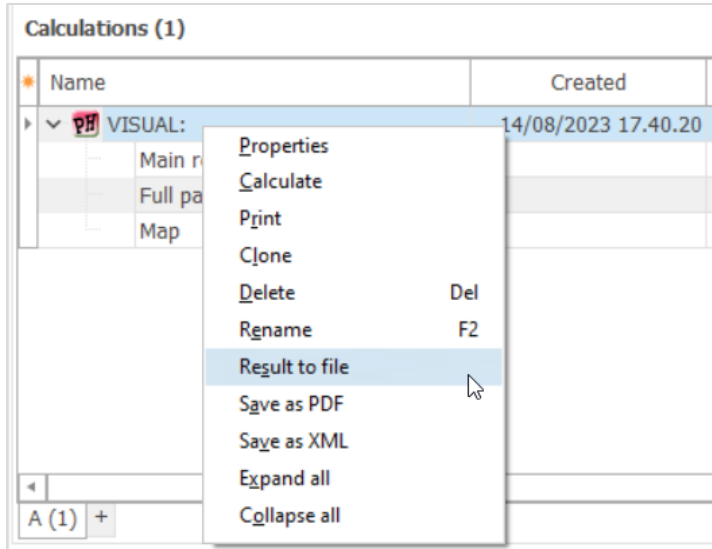 Calculations (1)
Name Created
PH VISUAL: 14/08/2023 17.40.20
Main r
Full pa
Map
Properties
Calculate
Print
Clone
Delete Del
Rename F2
Result to file
Save as PDF
Save as XML
Expand all
Collapse all
A (1) +